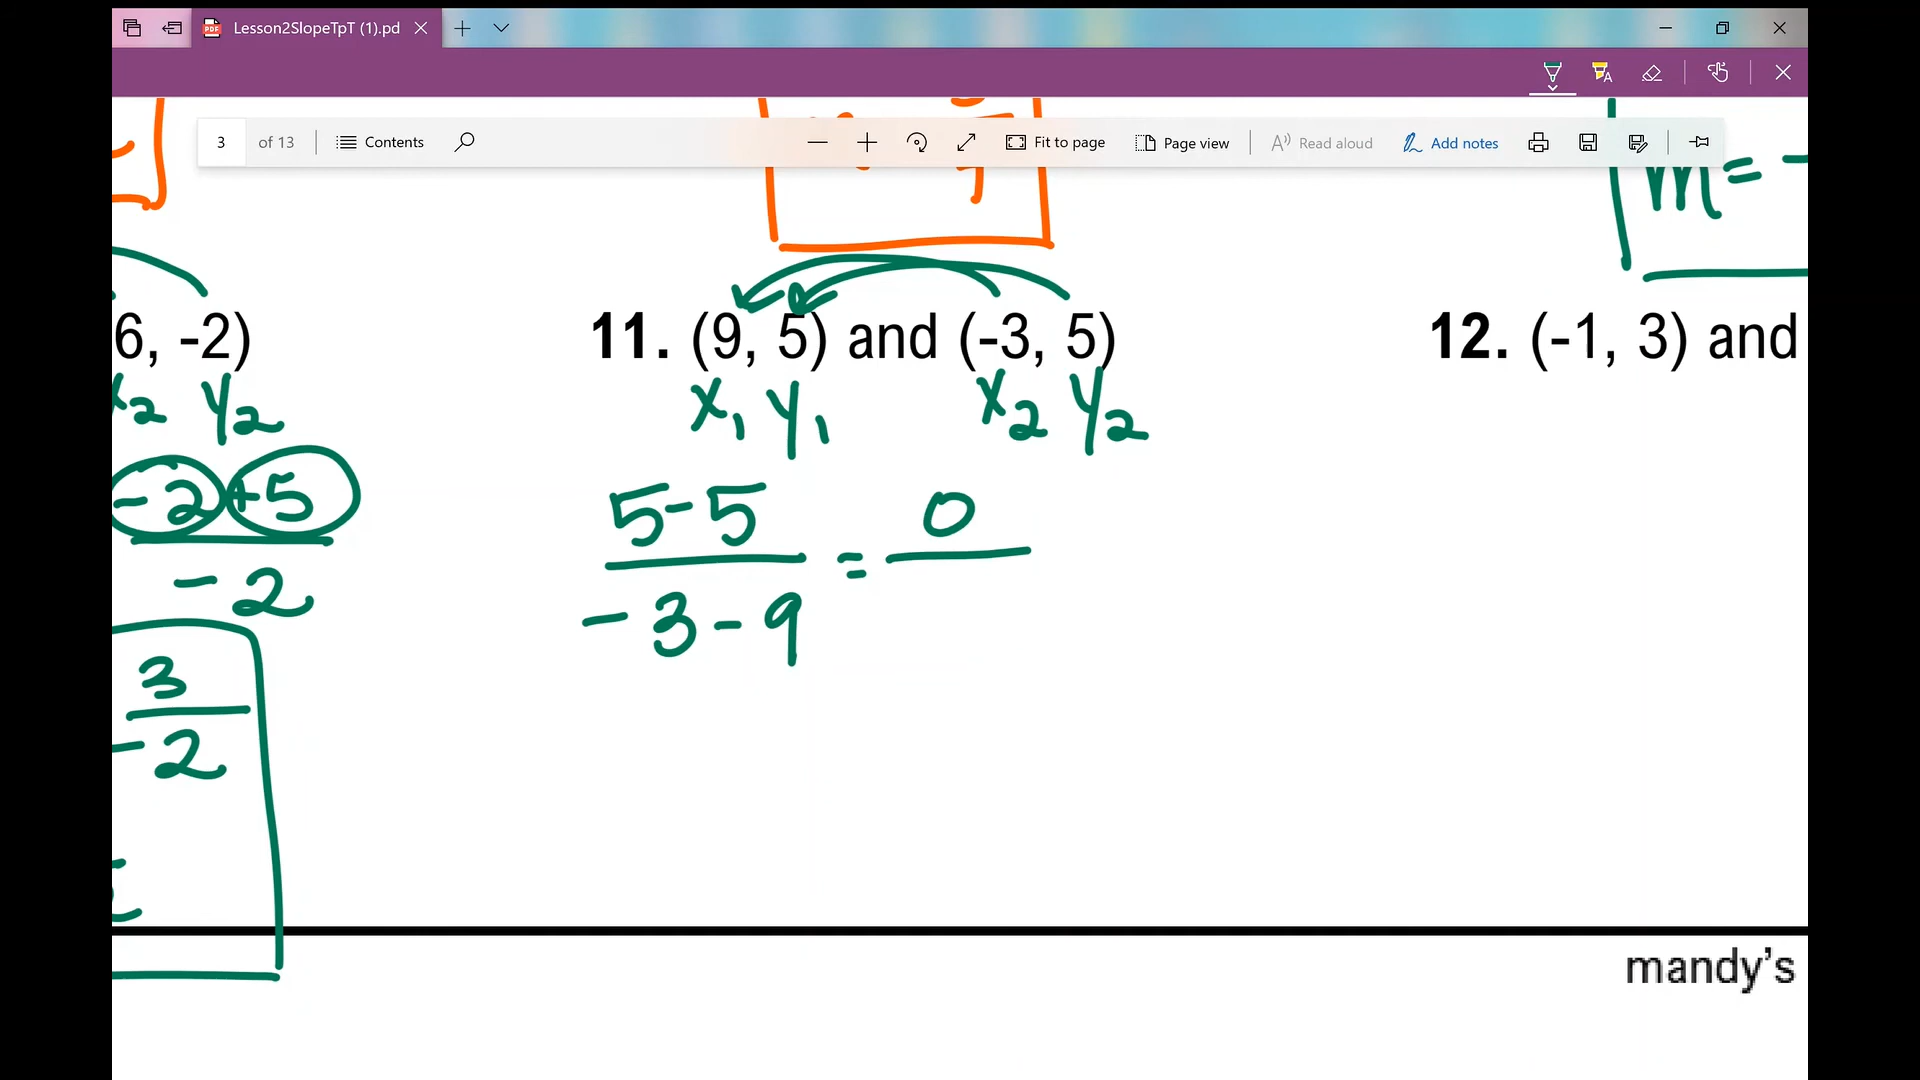 Lesson2SlopeTpT (1).pd
3 of 13 Contents Fit to page Page view Read aloud Add notes
m = -
6, -2)
11. (9, 5) and (-3, 5)
12. (-1, 3) and
x2 y2
x1 y1 x2 y2
-2 +5
-2
5-5
-3-9
= 0
3
-2
mandy's